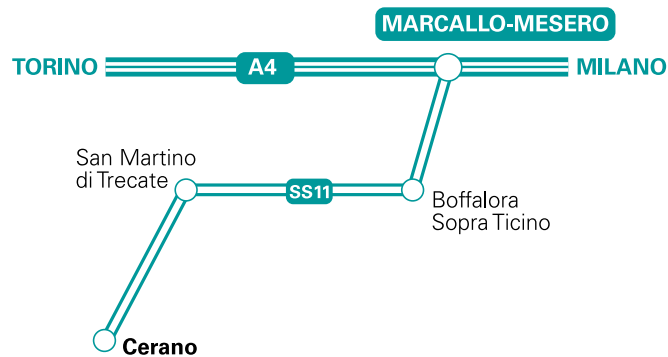 MARCALLO-MESERO
TORINO
A4
MILANO
San Martino
di Trecate
SS11
Boffalora
Sopra Ticino
Cerano